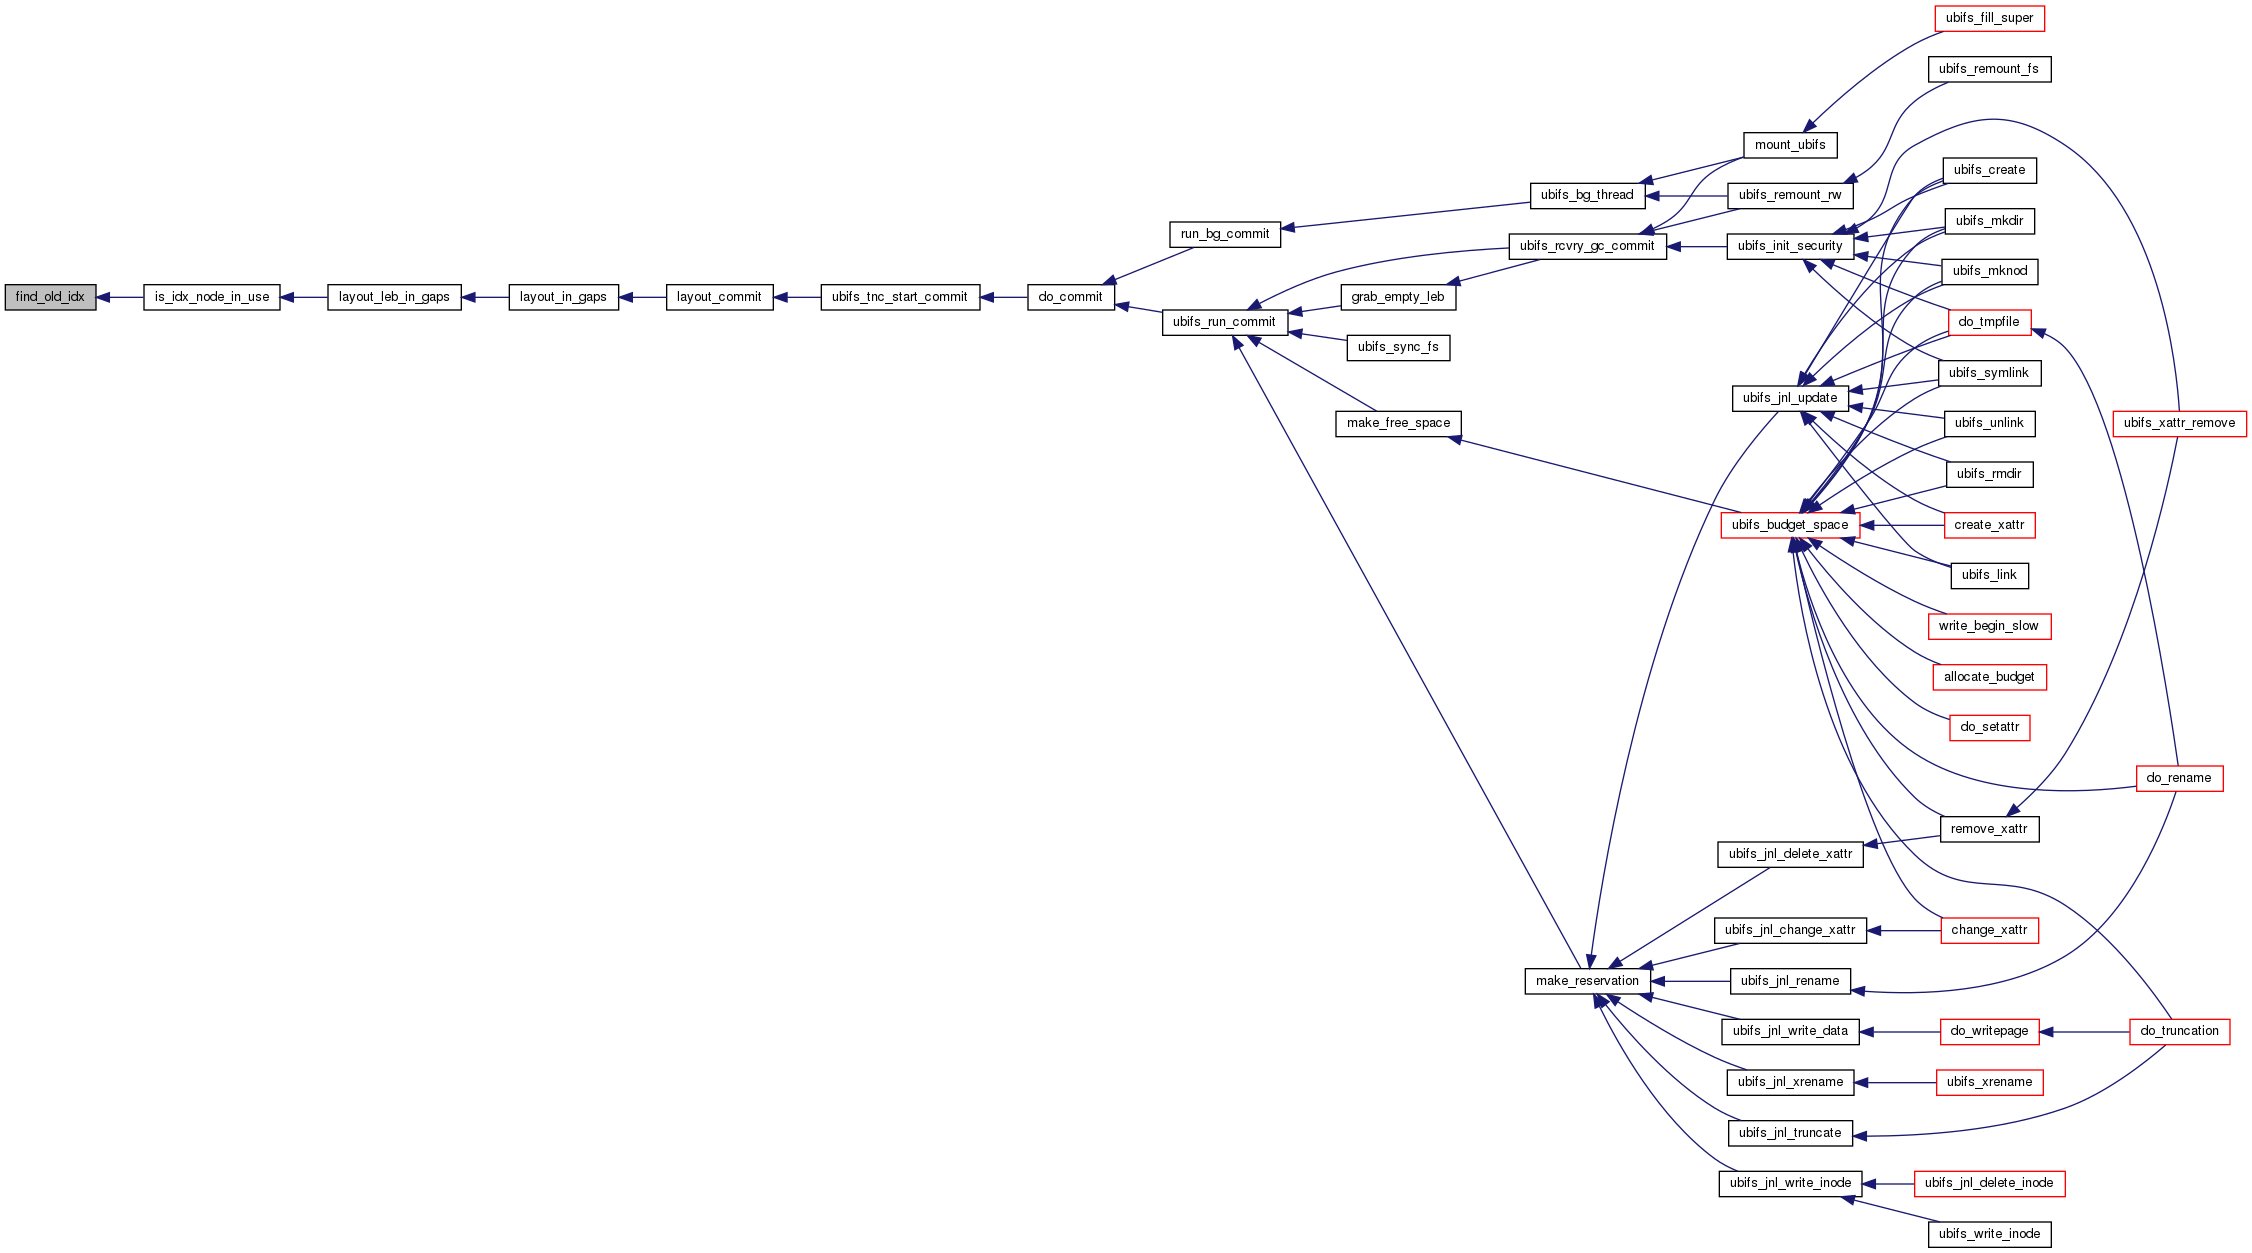 find_old_idx
is_idx_node_in_use
layout_leb_in_gaps
layout_in_gaps
layout_commit
ubifs_tnc_start_commit
do_commit
run_bg_commit
ubifs_run_commit
ubifs_bg_thread
ubifs_rcvry_gc_commit
grab_empty_leb
ubifs_sync_fs
make_free_space
make_reservation
mount_ubifs
ubifs_remount_rw
ubifs_init_security
ubifs_jnl_update
ubifs_budget_space
ubifs_jnl_delete_xattr
ubifs_jnl_change_xattr
ubifs_jnl_rename
ubifs_jnl_write_data
ubifs_jnl_xrename
ubifs_jnl_truncate
ubifs_jnl_write_inode
ubifs_fill_super
ubifs_remount_fs
ubifs_create
ubifs_mkdir
ubifs_mknod
do_tmpfile
ubifs_symlink
ubifs_unlink
ubifs_rmdir
create_xattr
ubifs_link
write_begin_slow
allocate_budget
do_setattr
remove_xattr
change_xattr
do_writepage
ubifs_xrename
ubifs_jnl_delete_inode
ubifs_write_inode
ubifs_xattr_remove
do_rename
do_truncation